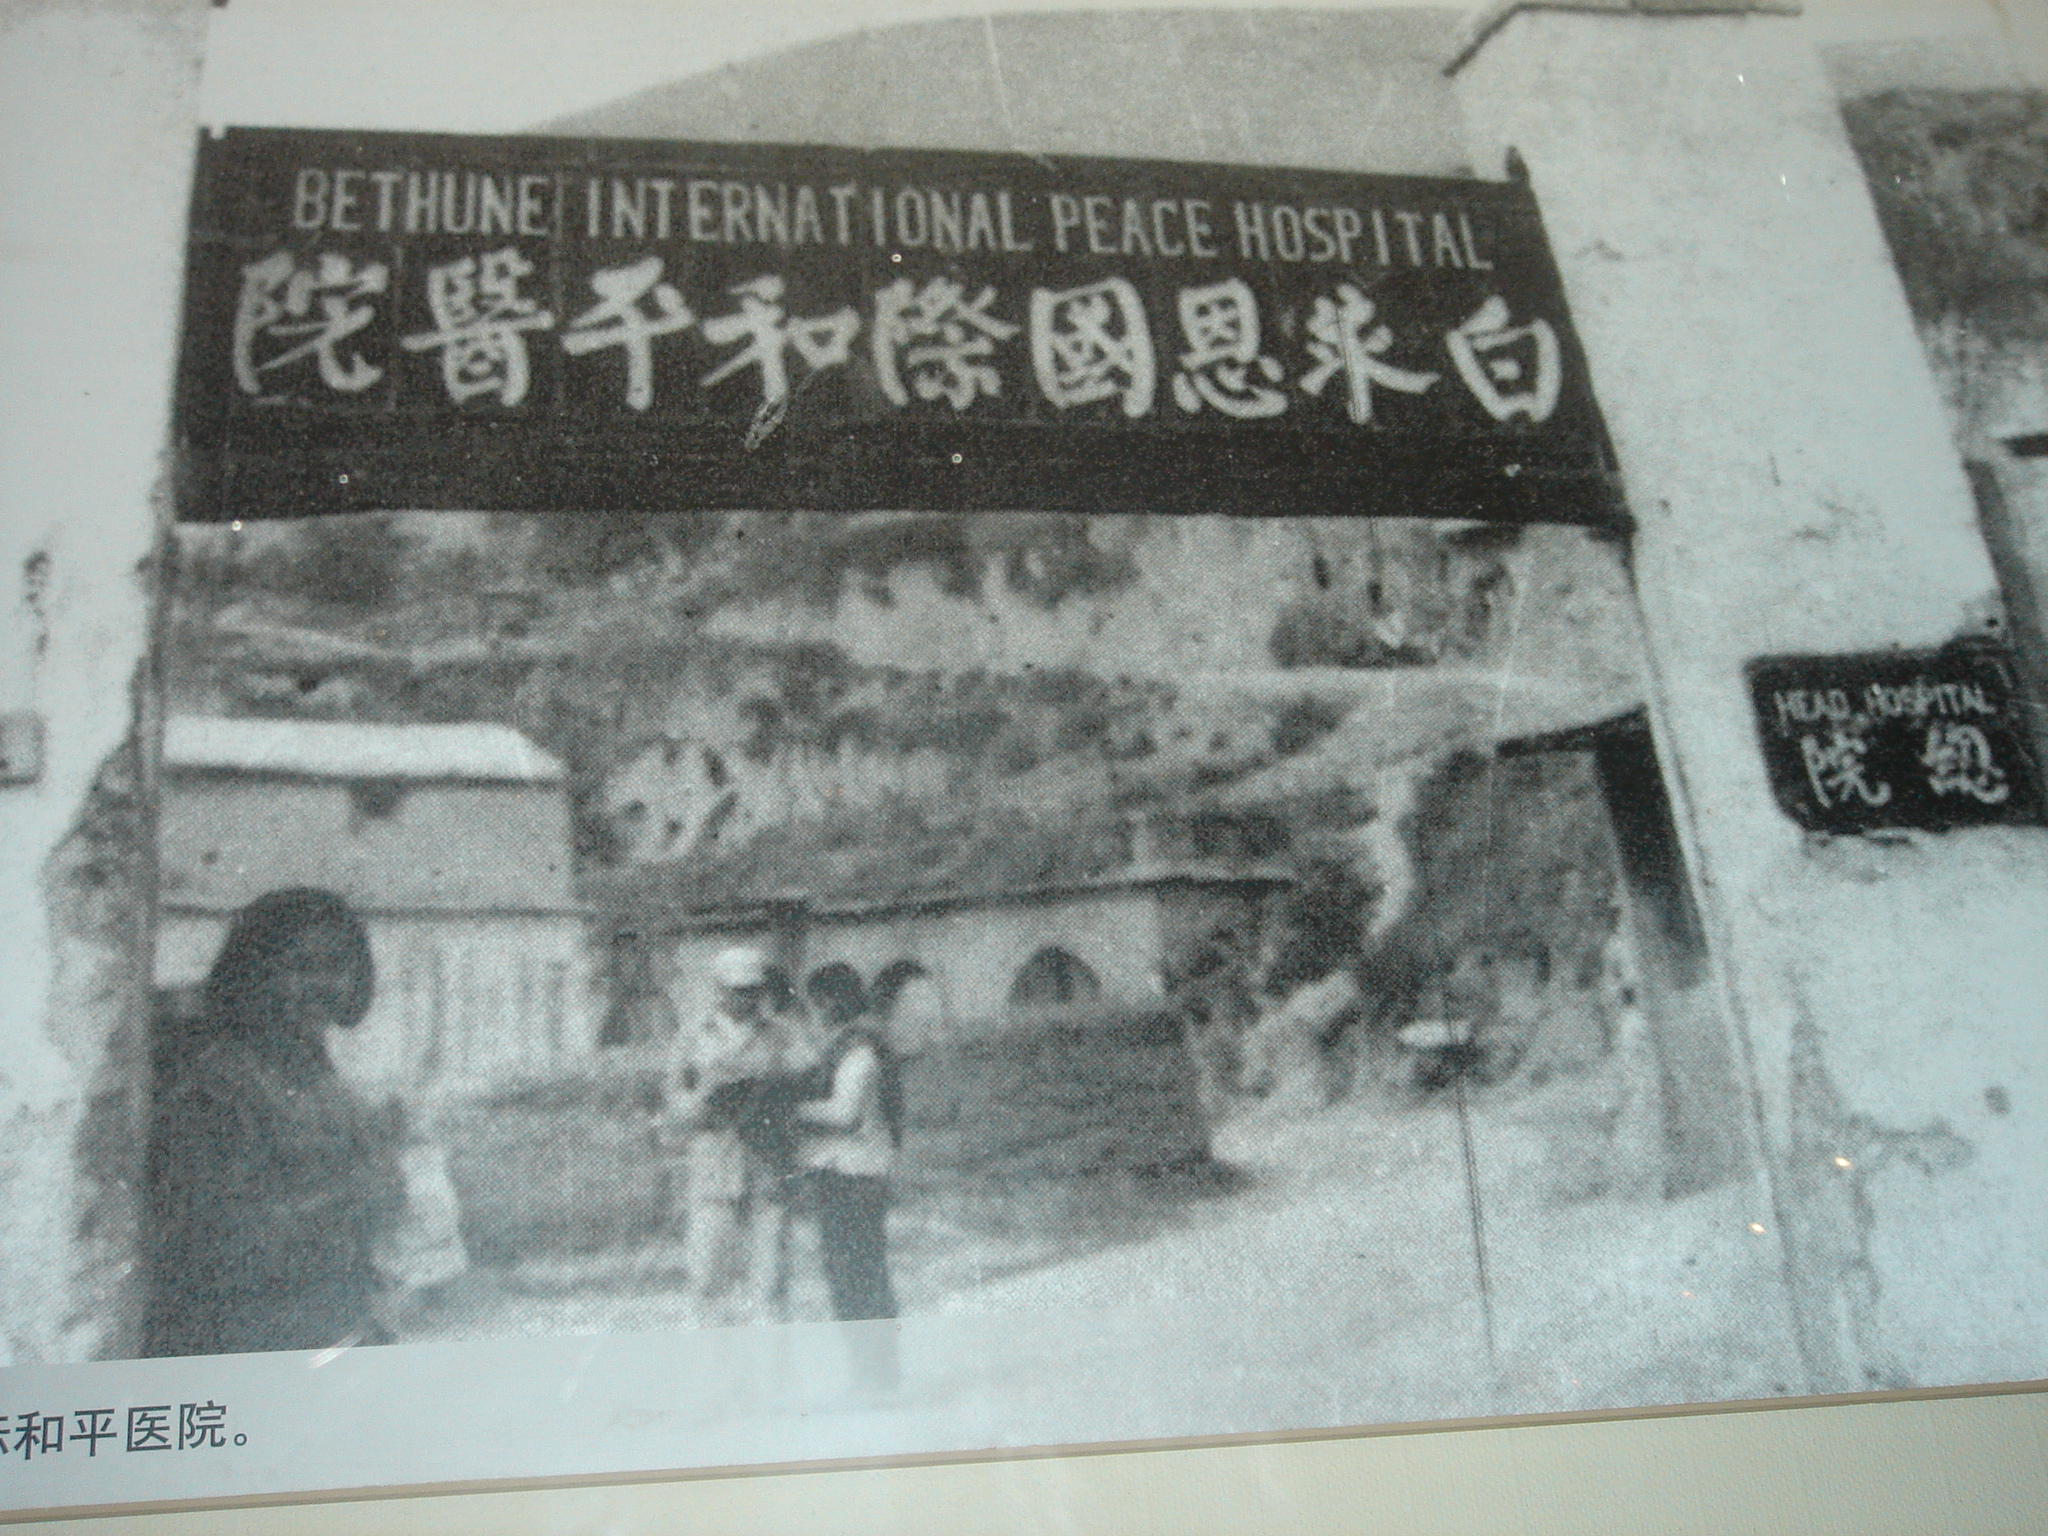 BETHUNE INTERNATIONAL PEACE HOSPITAL
白求恩國際和平醫院
HEAD HOSPITAL
總院
和平医院。